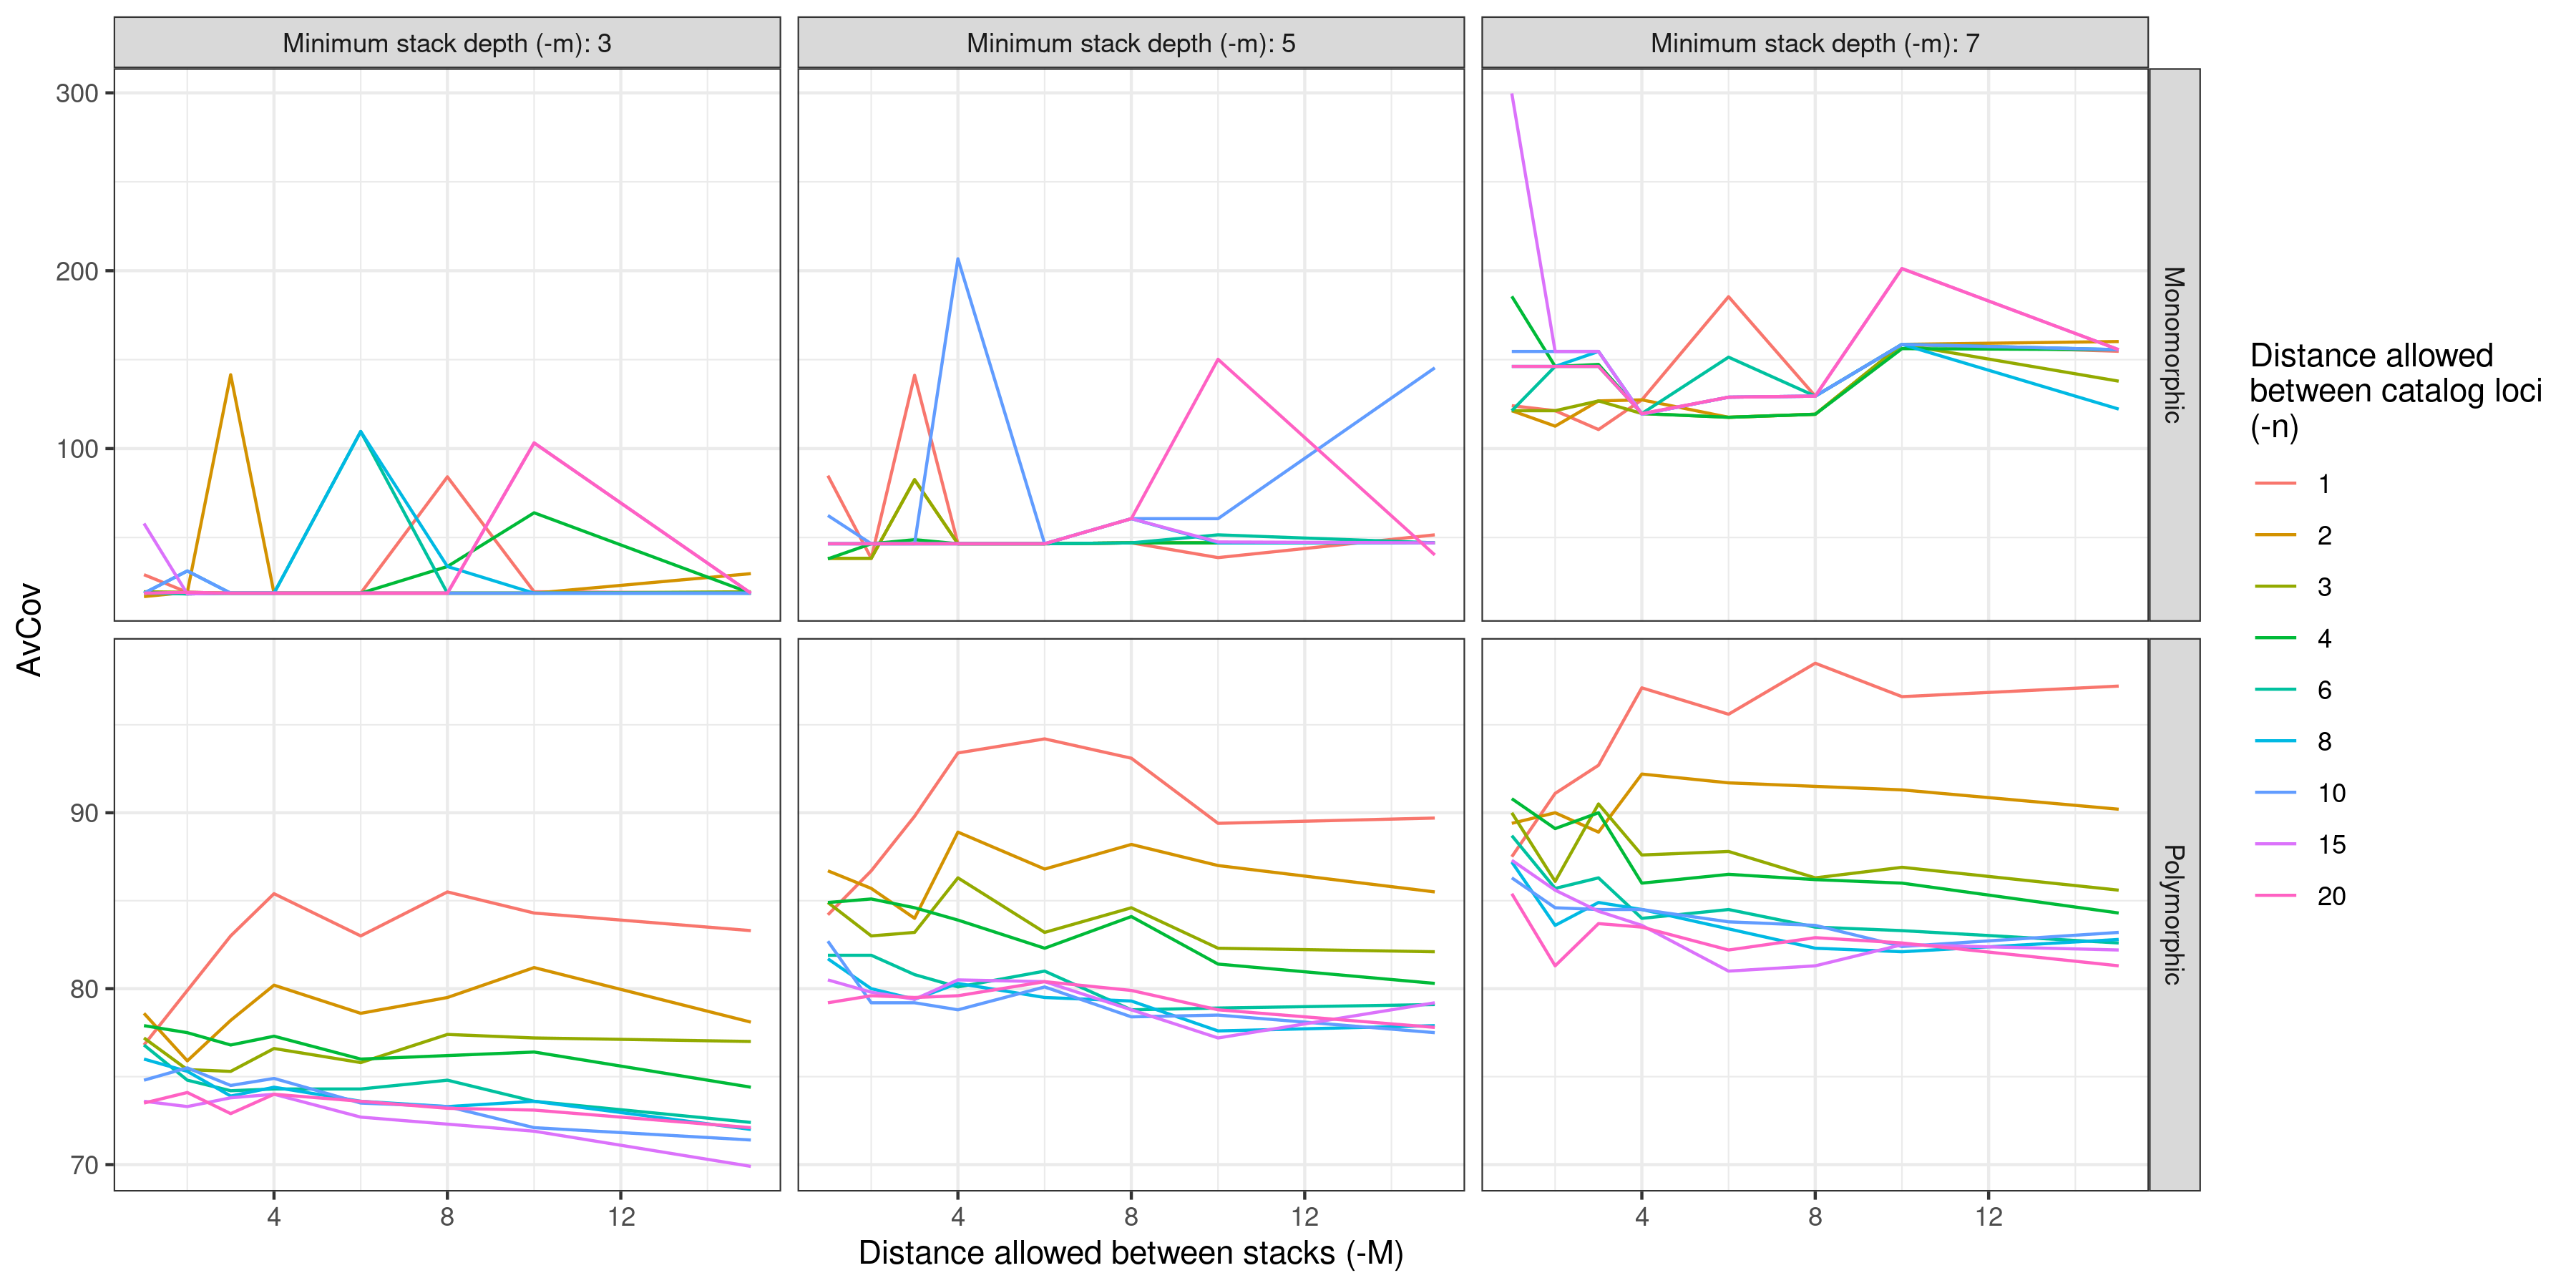 Minimum stack depth (-m): 3
Minimum stack depth (-m): 5
Minimum stack depth (-m): 7
300
200
100
Monomorphic
90
80
70
Polymorphic
AvCov
4
8
12
4
8
12
4
8
12
Distance allowed between stacks (-M)
Distance allowed
between catalog loci
(-n)
1
2
3
4
6
8
10
15
20